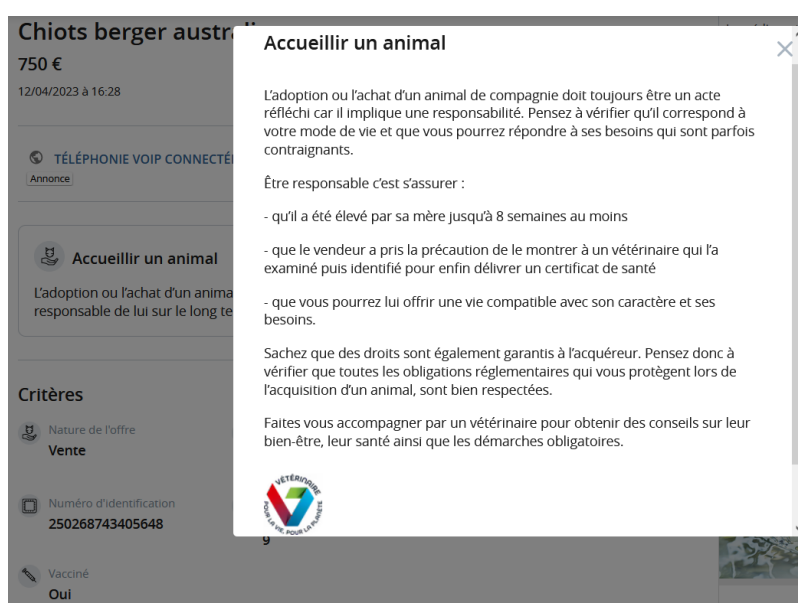 Chiots berger austr
750 €
12/04/2023 à 16:28
TÉLÉPHONIE VOIP CONNECTÉ
Annonce
Accueillir un animal
L'adoption ou l'achat d'un anima
responsable de lui sur le long te
Critères
Nature de l'offre
Vente
Numéro d'identification
250268743405648
9
Vacciné
Oui
Accueillir un animal
L'adoption ou l'achat d'un animal de compagnie doit toujours être un acte
réfléchi car il implique une responsabilité. Pensez à vérifier qu'il correspond à
votre mode de vie et que vous pourrez répondre à ses besoins qui sont parfois
contraignants.
Être responsable c'est s'assurer :
- qu'il a été élevé par sa mère jusqu'à 8 semaines au moins
- que le vendeur a pris la précaution de le montrer à un vétérinaire qui l'a
examiné puis identifié pour enfin délivrer un certificat de santé
- que vous pourrez lui offrir une vie compatible avec son caractère et ses
besoins.
Sachez que des droits sont également garantis à l'acquéreur. Pensez donc à
vérifier que toutes les obligations réglementaires qui vous protègent lors de
l'acquisition d'un animal, sont bien respectées.
Faites vous accompagner par un vétérinaire pour obtenir des conseils sur leur
bien-être, leur santé ainsi que les démarches obligatoires.
VÉTÉRINAIRE
POUR LA VIE, POUR LA PLANÈTE